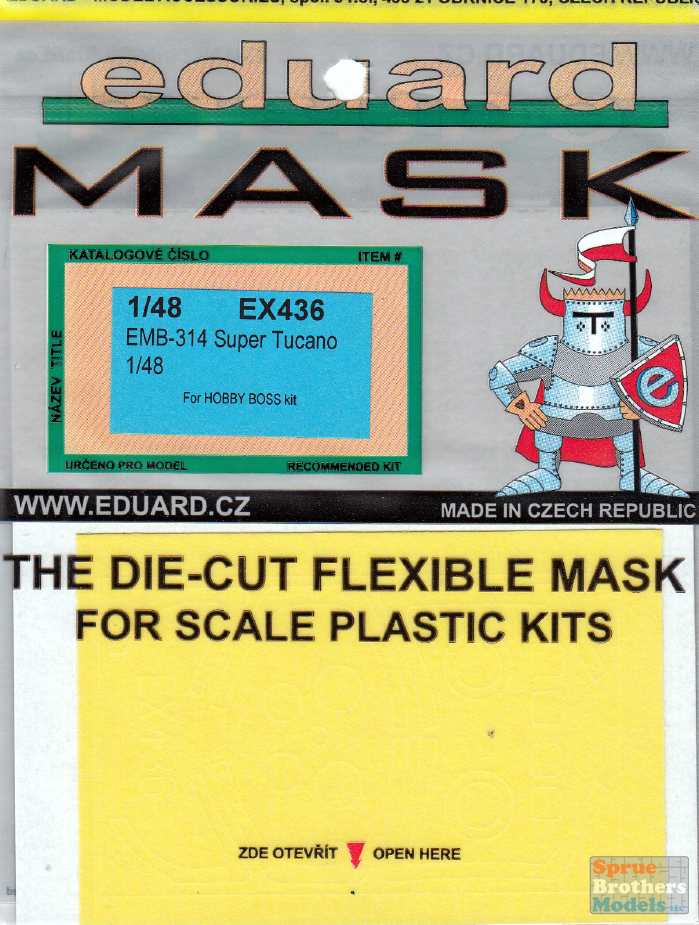 eduard
MASK
KATALOGOVÉ ČÍSLO ITEM #
1/48 EX436
EMB-314 Super Tucano
1/48
For HOBBY BOSS kit
NÁZEV TITLE
URČENO PRO MODEL RECOMMENDED KIT
e
WWW.EDUARD.CZ MADE IN CZECH REPUBLIC
THE DIE-CUT FLEXIBLE MASK
FOR SCALE PLASTIC KITS
ZDE OTEVŘÍT OPEN HERE
Sprue
Brothers
Models LLC